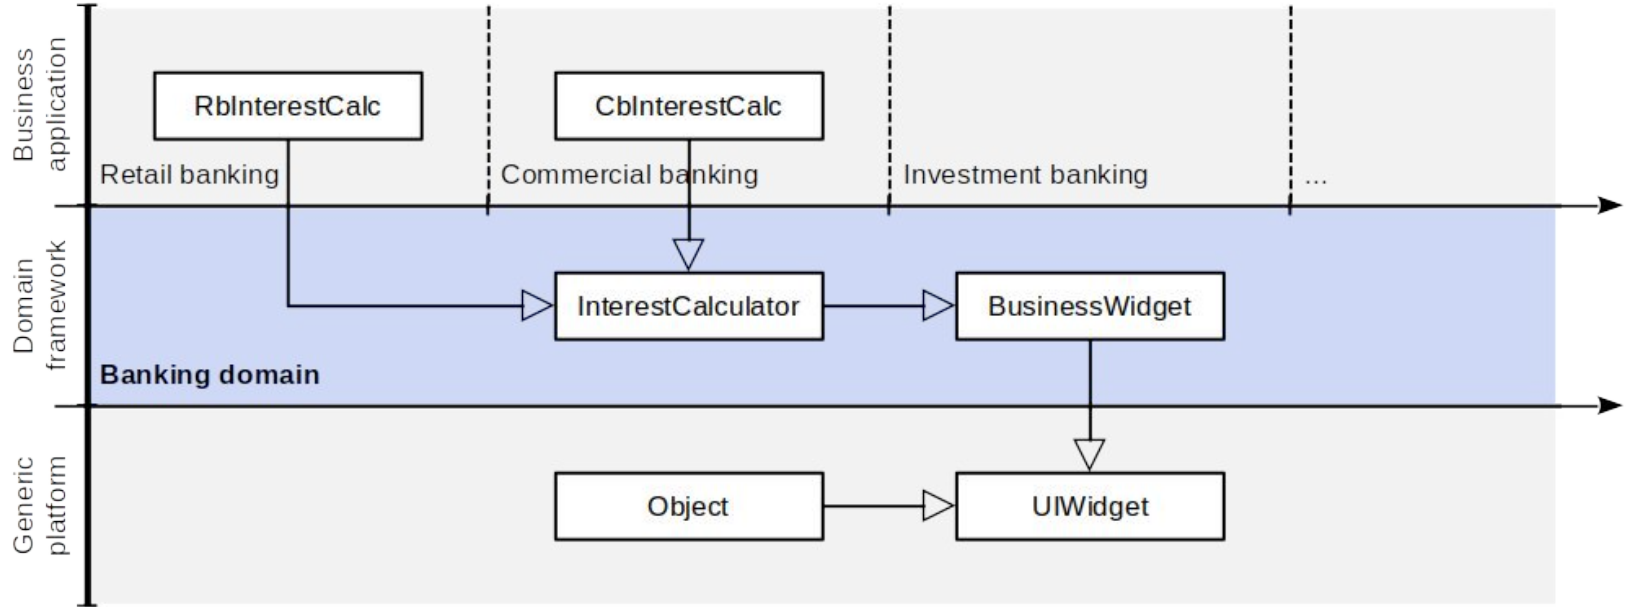 Business
application
RbInterestCalc
CbInterestCalc
Retail banking
Commercial banking
Investment banking
...
Domain
framework
InterestCalculator
BusinessWidget
Banking domain
Generic
platform
Object
UIWidget